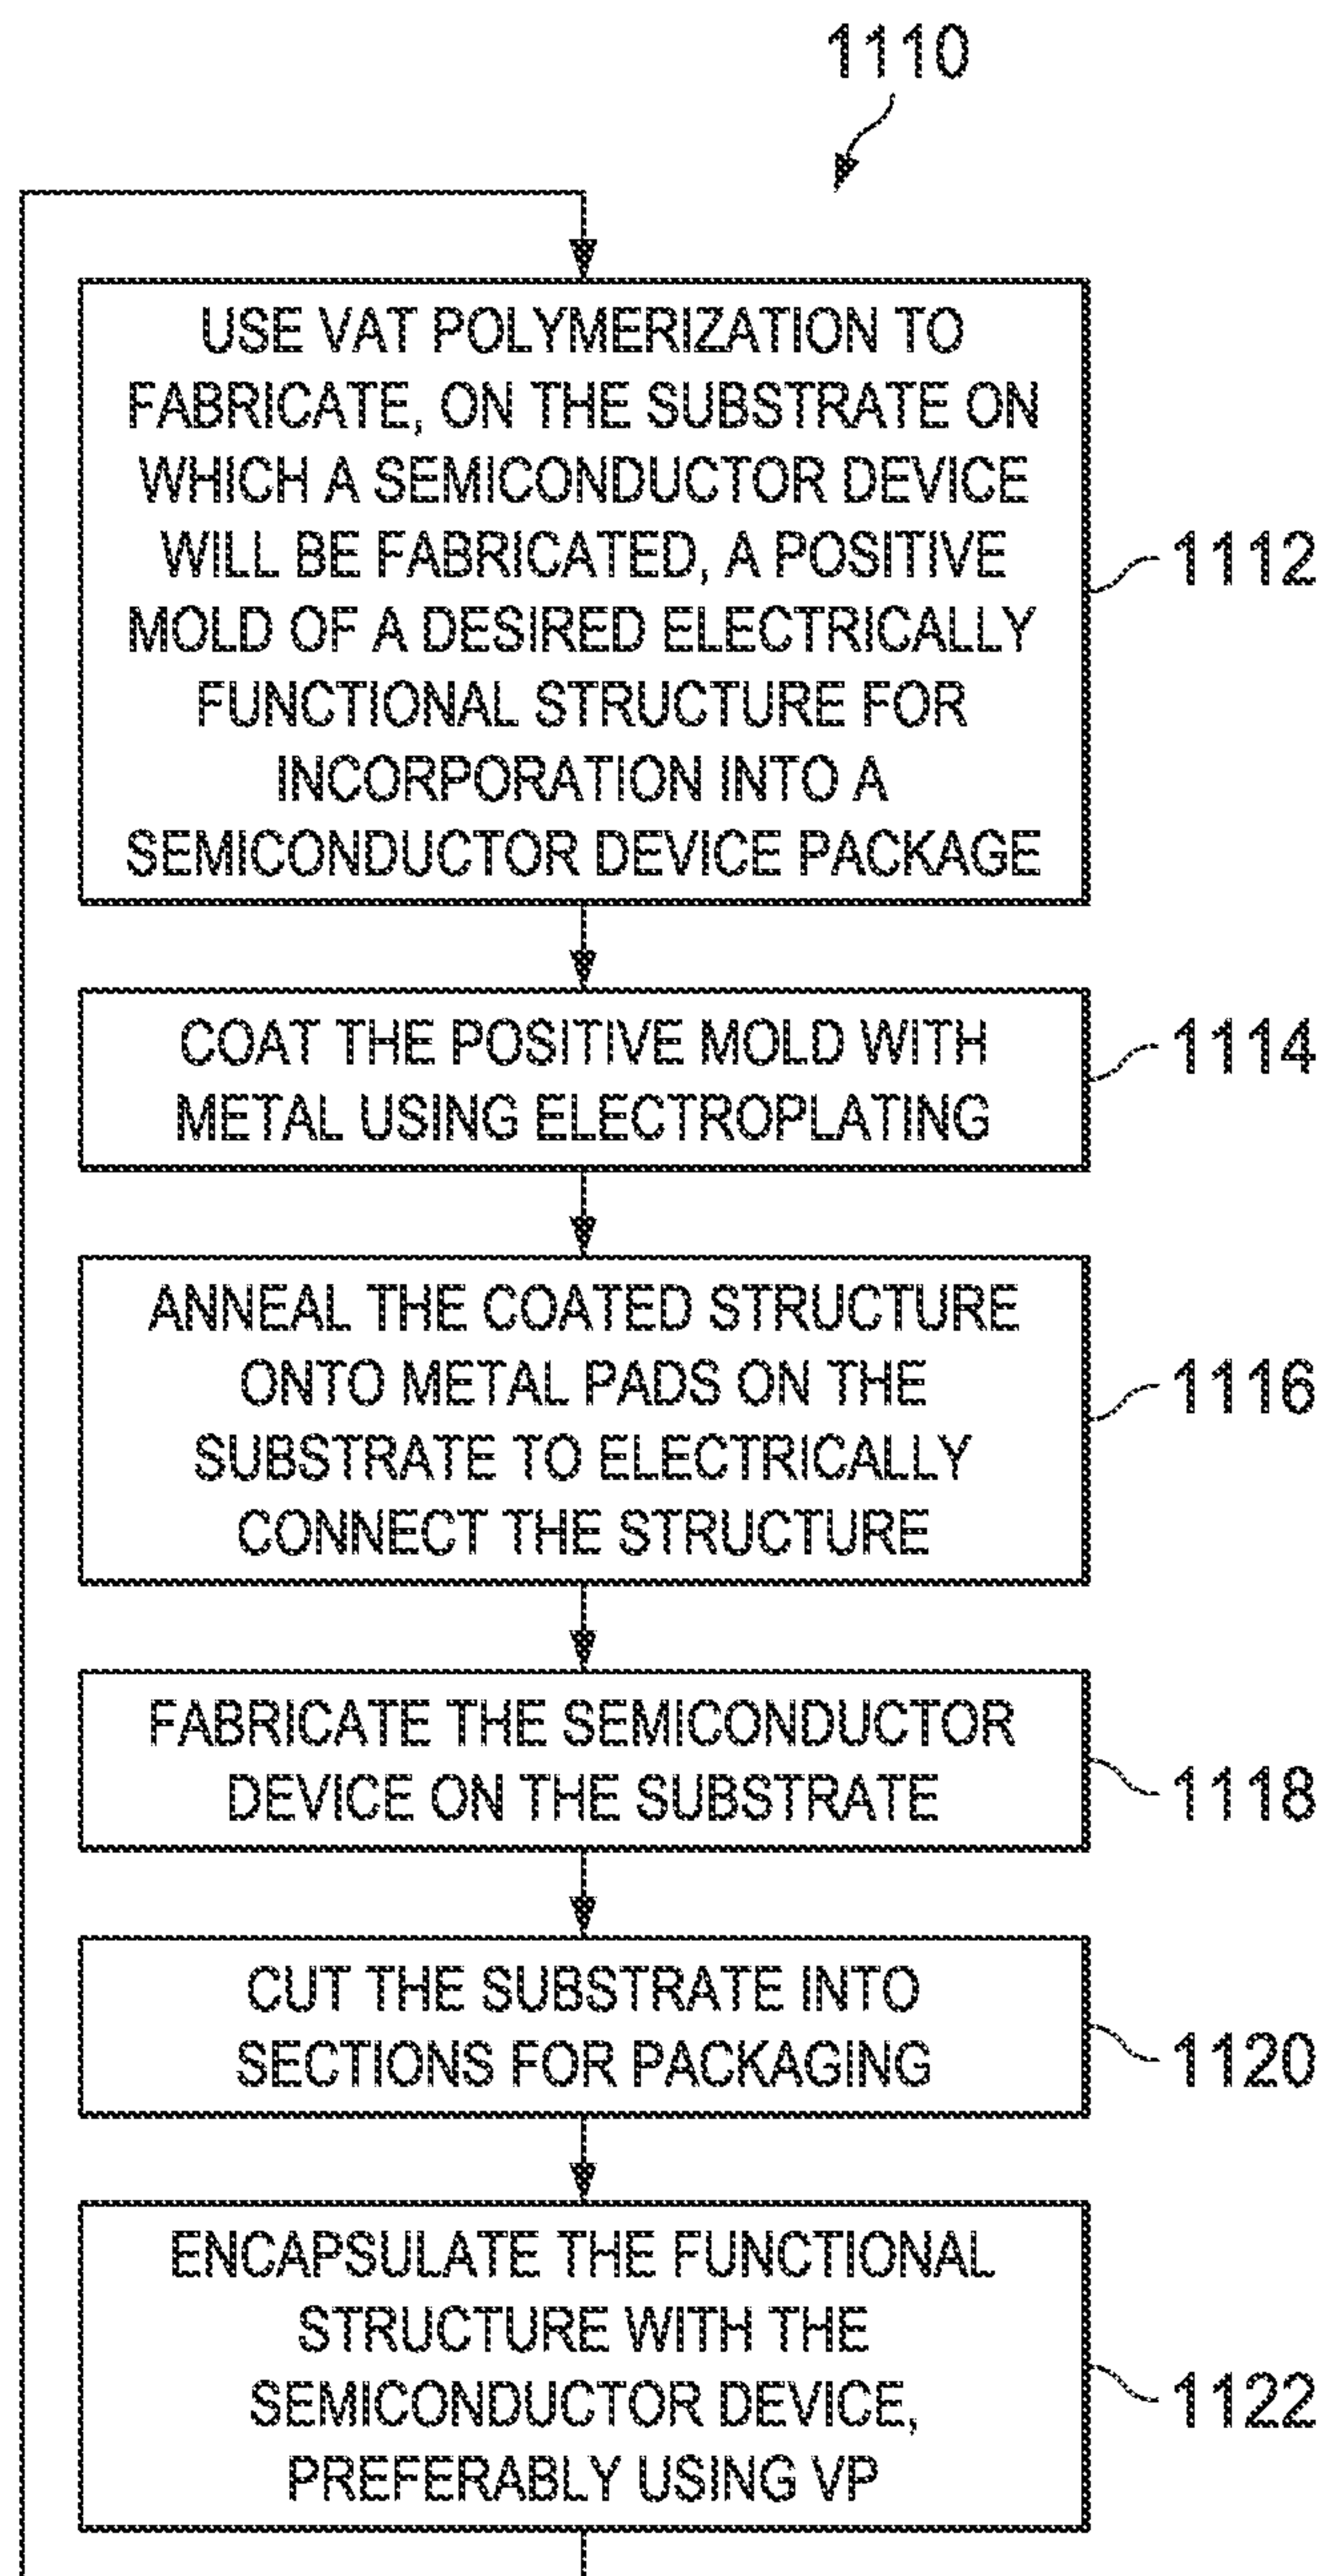 1110
USE VAT POLYMERIZATION TO
FABRICATE, ON THE SUBSTRATE ON
WHICH A SEMICONDUCTOR DEVICE
WILL BE FABRICATED, A POSITIVE
MOLD OF A DESIRED ELECTRICALLY
FUNCTIONAL STRUCTURE FOR
INCORPORATION INTO A
SEMICONDUCTOR DEVICE PACKAGE
1112
COAT THE POSITIVE MOLD WITH
METAL USING ELECTROPLATING
1114
ANNEAL THE COATED STRUCTURE
ONTO METAL PADS ON THE
SUBSTRATE TO ELECTRICALLY
CONNECT THE STRUCTURE
1116
FABRICATE THE SEMICONDUCTOR
DEVICE ON THE SUBSTRATE
1118
CUT THE SUBSTRATE INTO
SECTIONS FOR PACKAGING
1120
ENCAPSULATE THE FUNCTIONAL
STRUCTURE WITH THE
SEMICONDUCTOR DEVICE,
PREFERABLY USING VP
1122